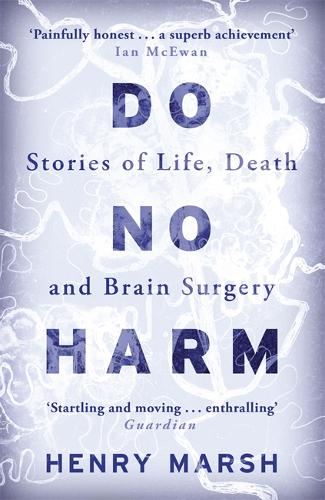 'Painfully honest ... a superb achievement'
Ian McEwan
DO
Stories of Life, Death
NO
and Brain Surgery
HARM
'Startling and moving ... enthralling'
Guardian
HENRY MARSH